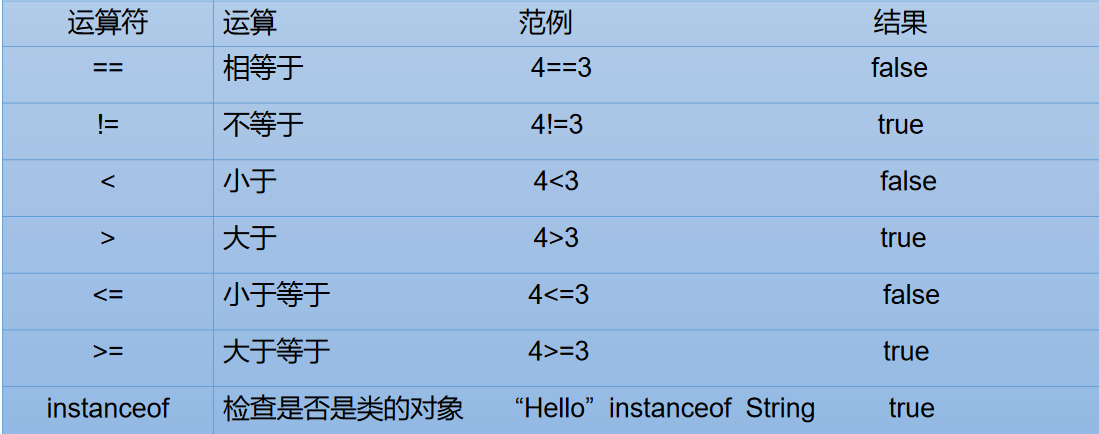 运算符 运算 范例 结果
== 相等于 4==3 false
!= 不等于 4!=3 true
< 小于 4<3 false
> 大于 4>3 true
<= 小于等于 4<=3 false
>= 大于等于 4>=3 true
instanceof 检查是否是类的对象 “Hello” instanceof String true